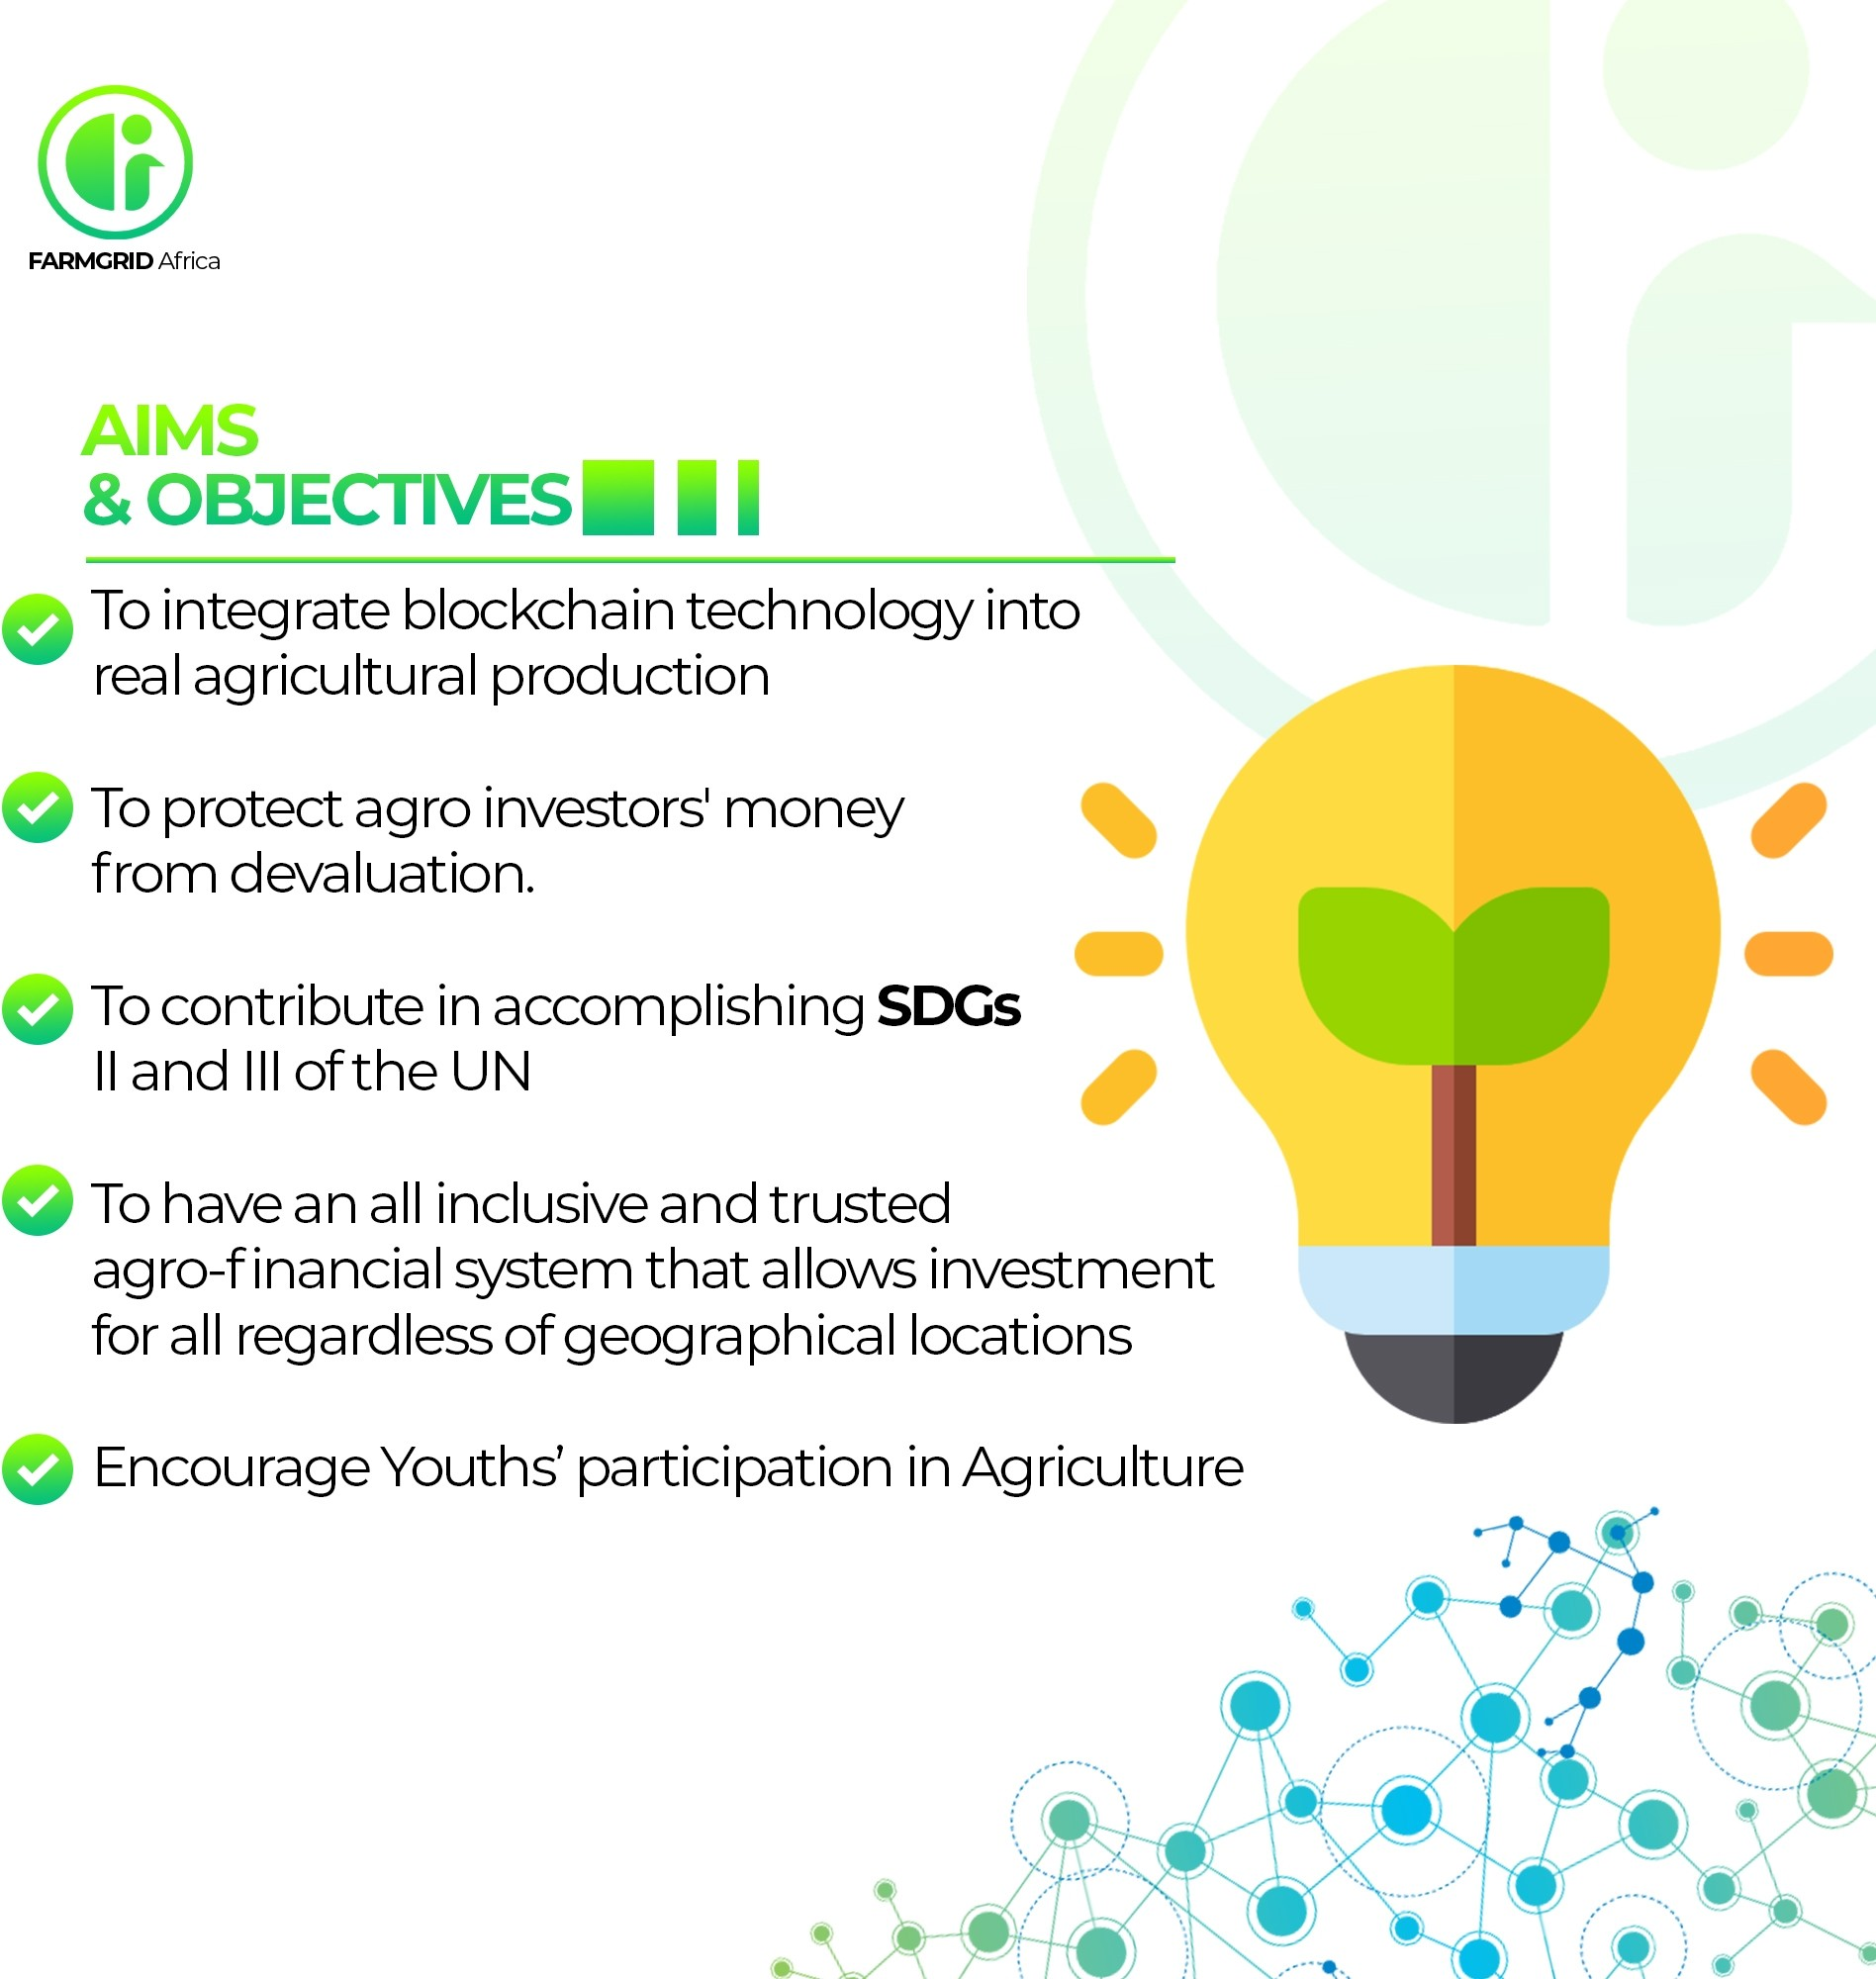 FARMGRID Africa
AIMS
& OBJECTIVES
To integrate blockchain technology into
real agricultural production
To protect agro investors' money
from devaluation.
To contribute in accomplishing SDGs
II and III of the UN
To have an all inclusive and trusted
agro-financial system that allows investment
for all regardless of geographical locations
Encourage Youths’ participation in Agriculture